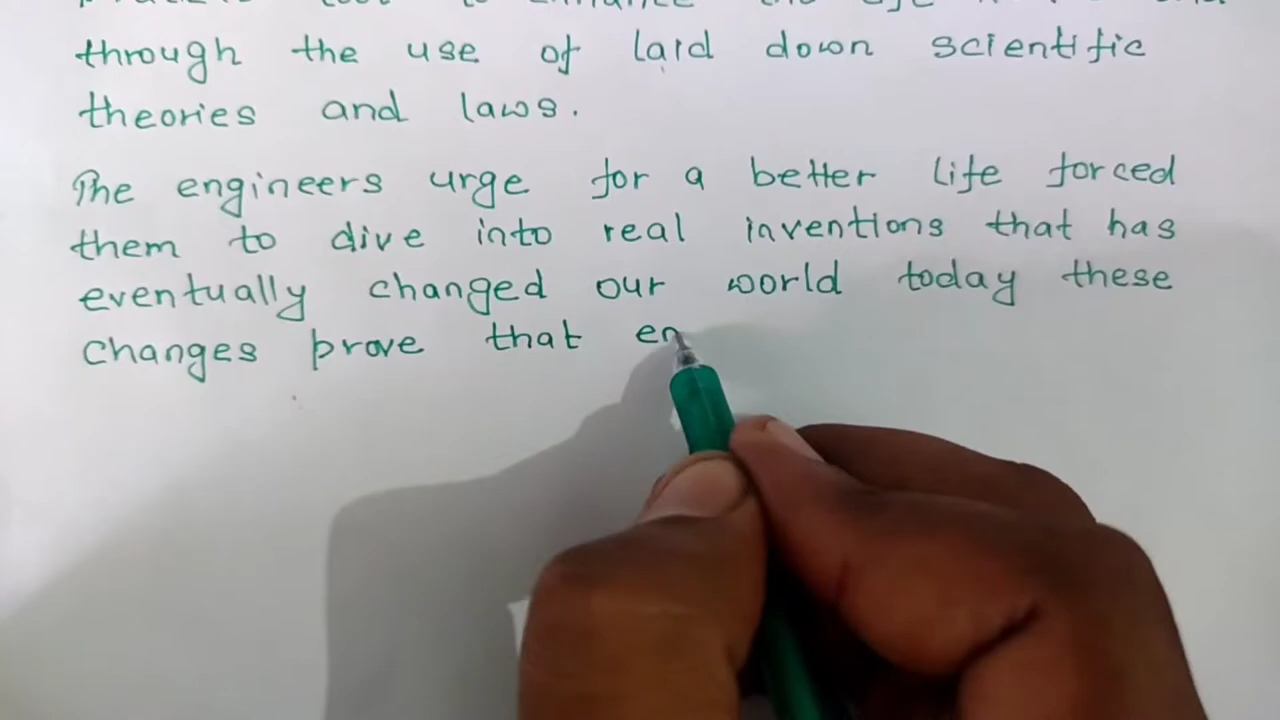 through the use of laid down scientific
theories and laws.
The engineers urge for a better life forced
them to dive into real inventions that has
eventually changed our world today these
changes prove that en